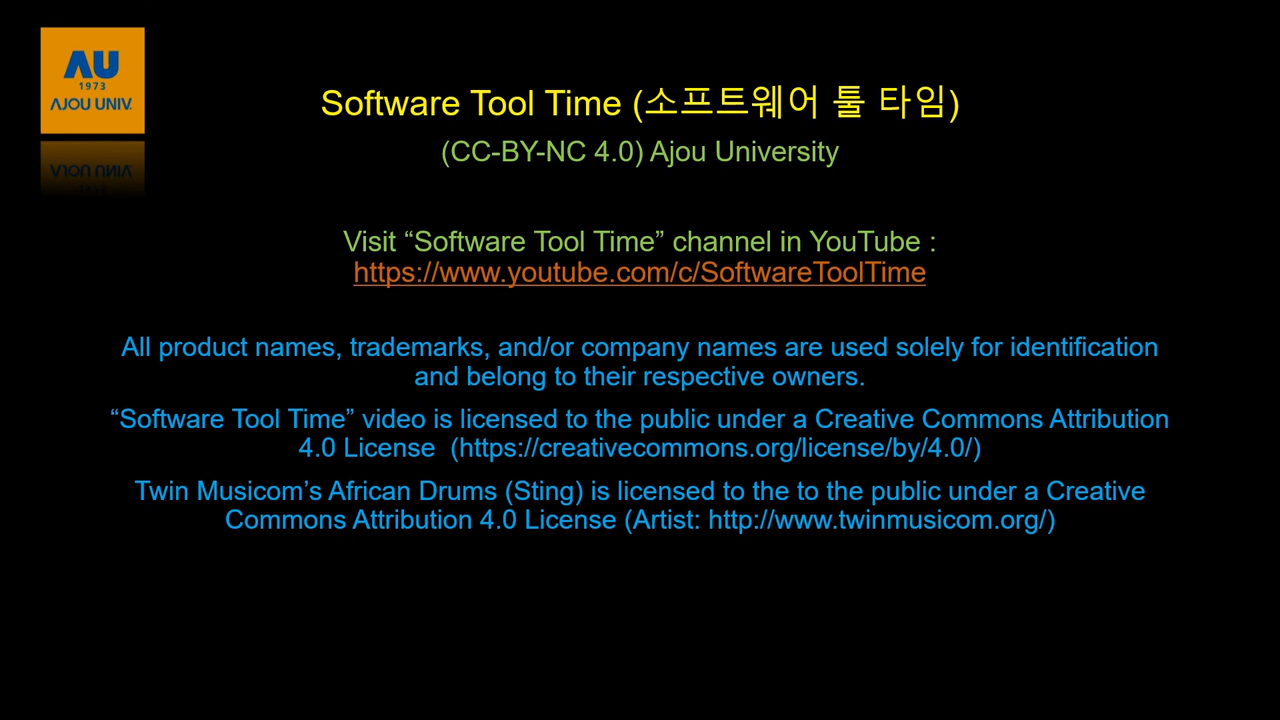 AU
1973
AJOU UNIV.
Software Tool Time (소프트웨어 툴 타임)
(CC-BY-NC 4.0) Ajou University
Visit “Software Tool Time” channel in YouTube :
https://www.youtube.com/c/SoftwareToolTime
All product names, trademarks, and/or company names are used solely for identification
and belong to their respective owners.
“Software Tool Time” video is licensed to the public under a Creative Commons Attribution
4.0 License  (https://creativecommons.org/license/by/4.0/)
Twin Musicom’s African Drums (Sting) is licensed to the to the public under a Creative
Commons Attribution 4.0 License (Artist: http://www.twinmusicom.org/)